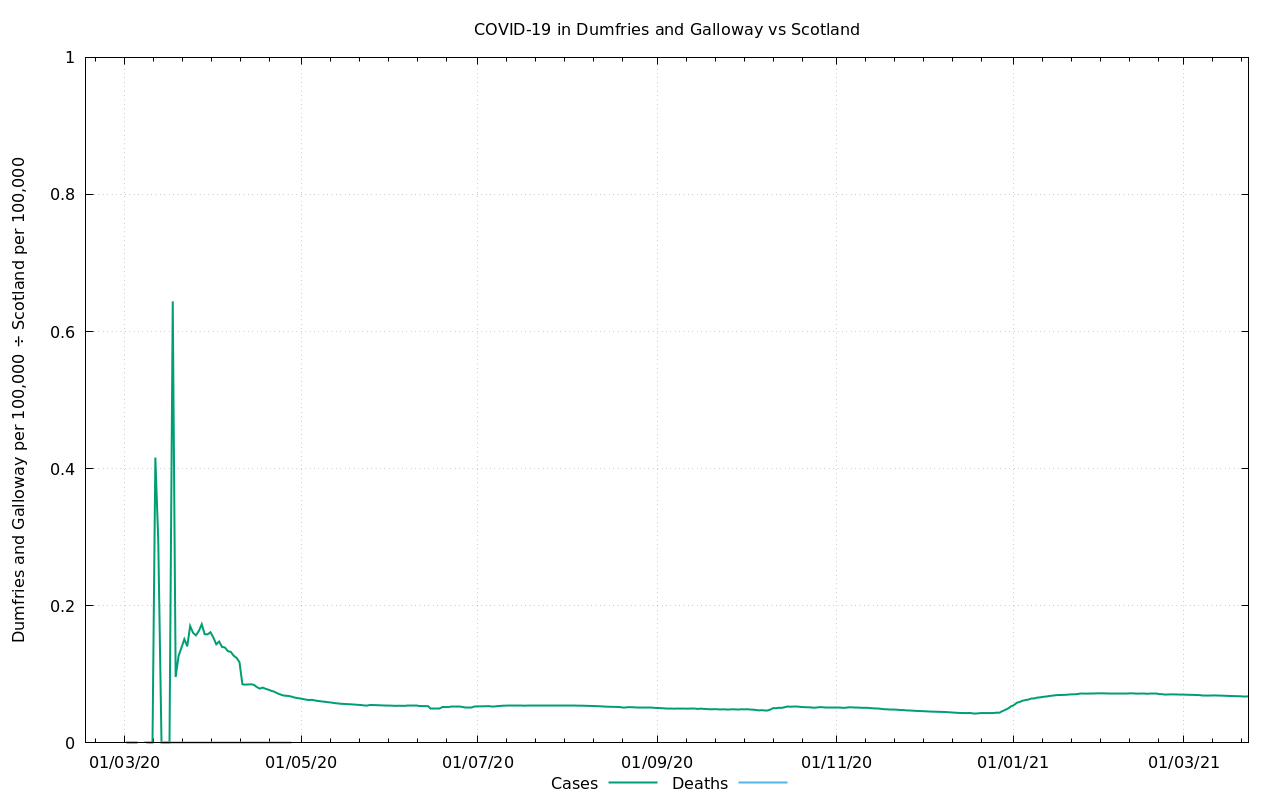 COVID-19 in Dumfries and Galloway vs Scotland
Dumfries and Galloway per 100,000 ÷ Scotland per 100,000
1
0.8
0.6
0.4
0.2
0
01/03/20 01/05/20 01/07/20 01/09/20 01/11/20 01/01/21 01/03/21
Cases Deaths